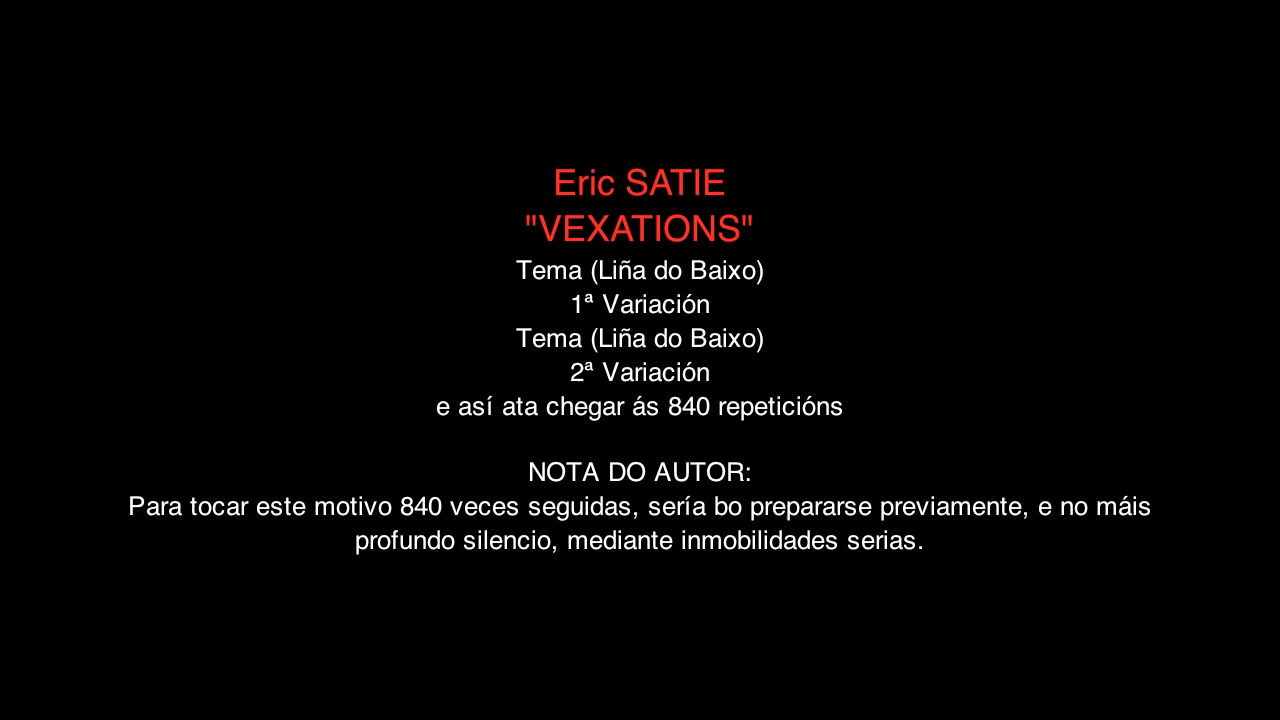 Eric SATIE
"VEXATIONS"
Tema (Liña do Baixo)
1ª Variación
Tema (Liña do Baixo)
2ª Variación
e así ata chegar ás 840 repeticións
NOTA DO AUTOR:
Para tocar este motivo 840 veces seguidas, sería bo prepararse previamente, e no máis
profundo silencio, mediante inmobilidades serias.